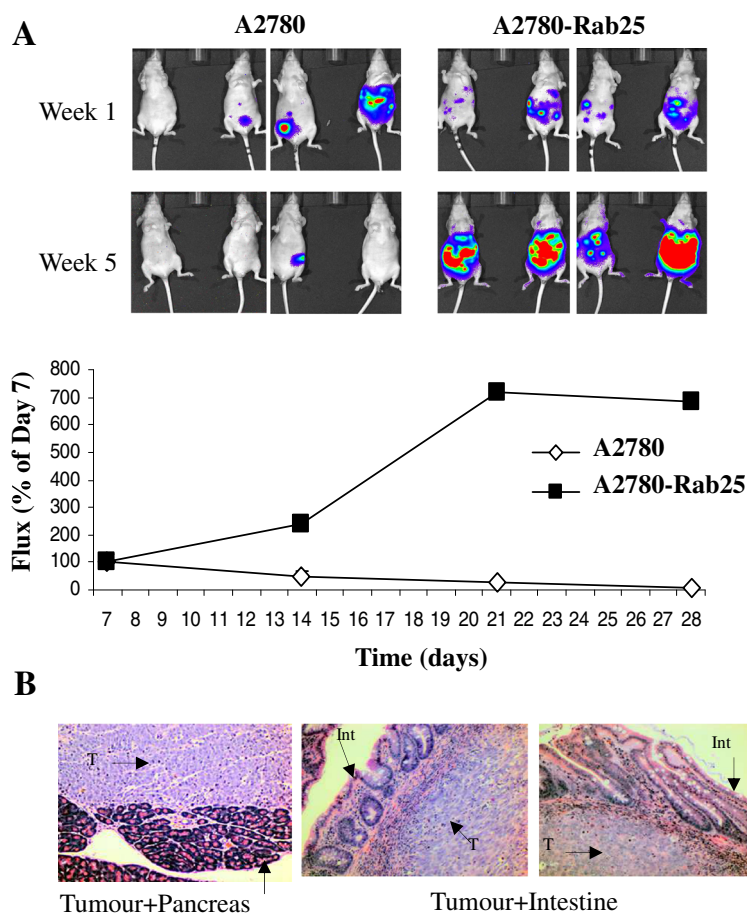 A
A2780
A2780-Rab25
Week 1
Week 5
Flux (% of Day 7)
800
700
600
500
400
300
200
100
0
A2780
A2780-Rab25
7 8 9 10 11 12 13 14 15 16 17 18 19 20 21 22 23 24 25 26 27 28
Time (days)
B
T
Int
T
Int
T
Tumour+Pancreas
Tumour+Intestine